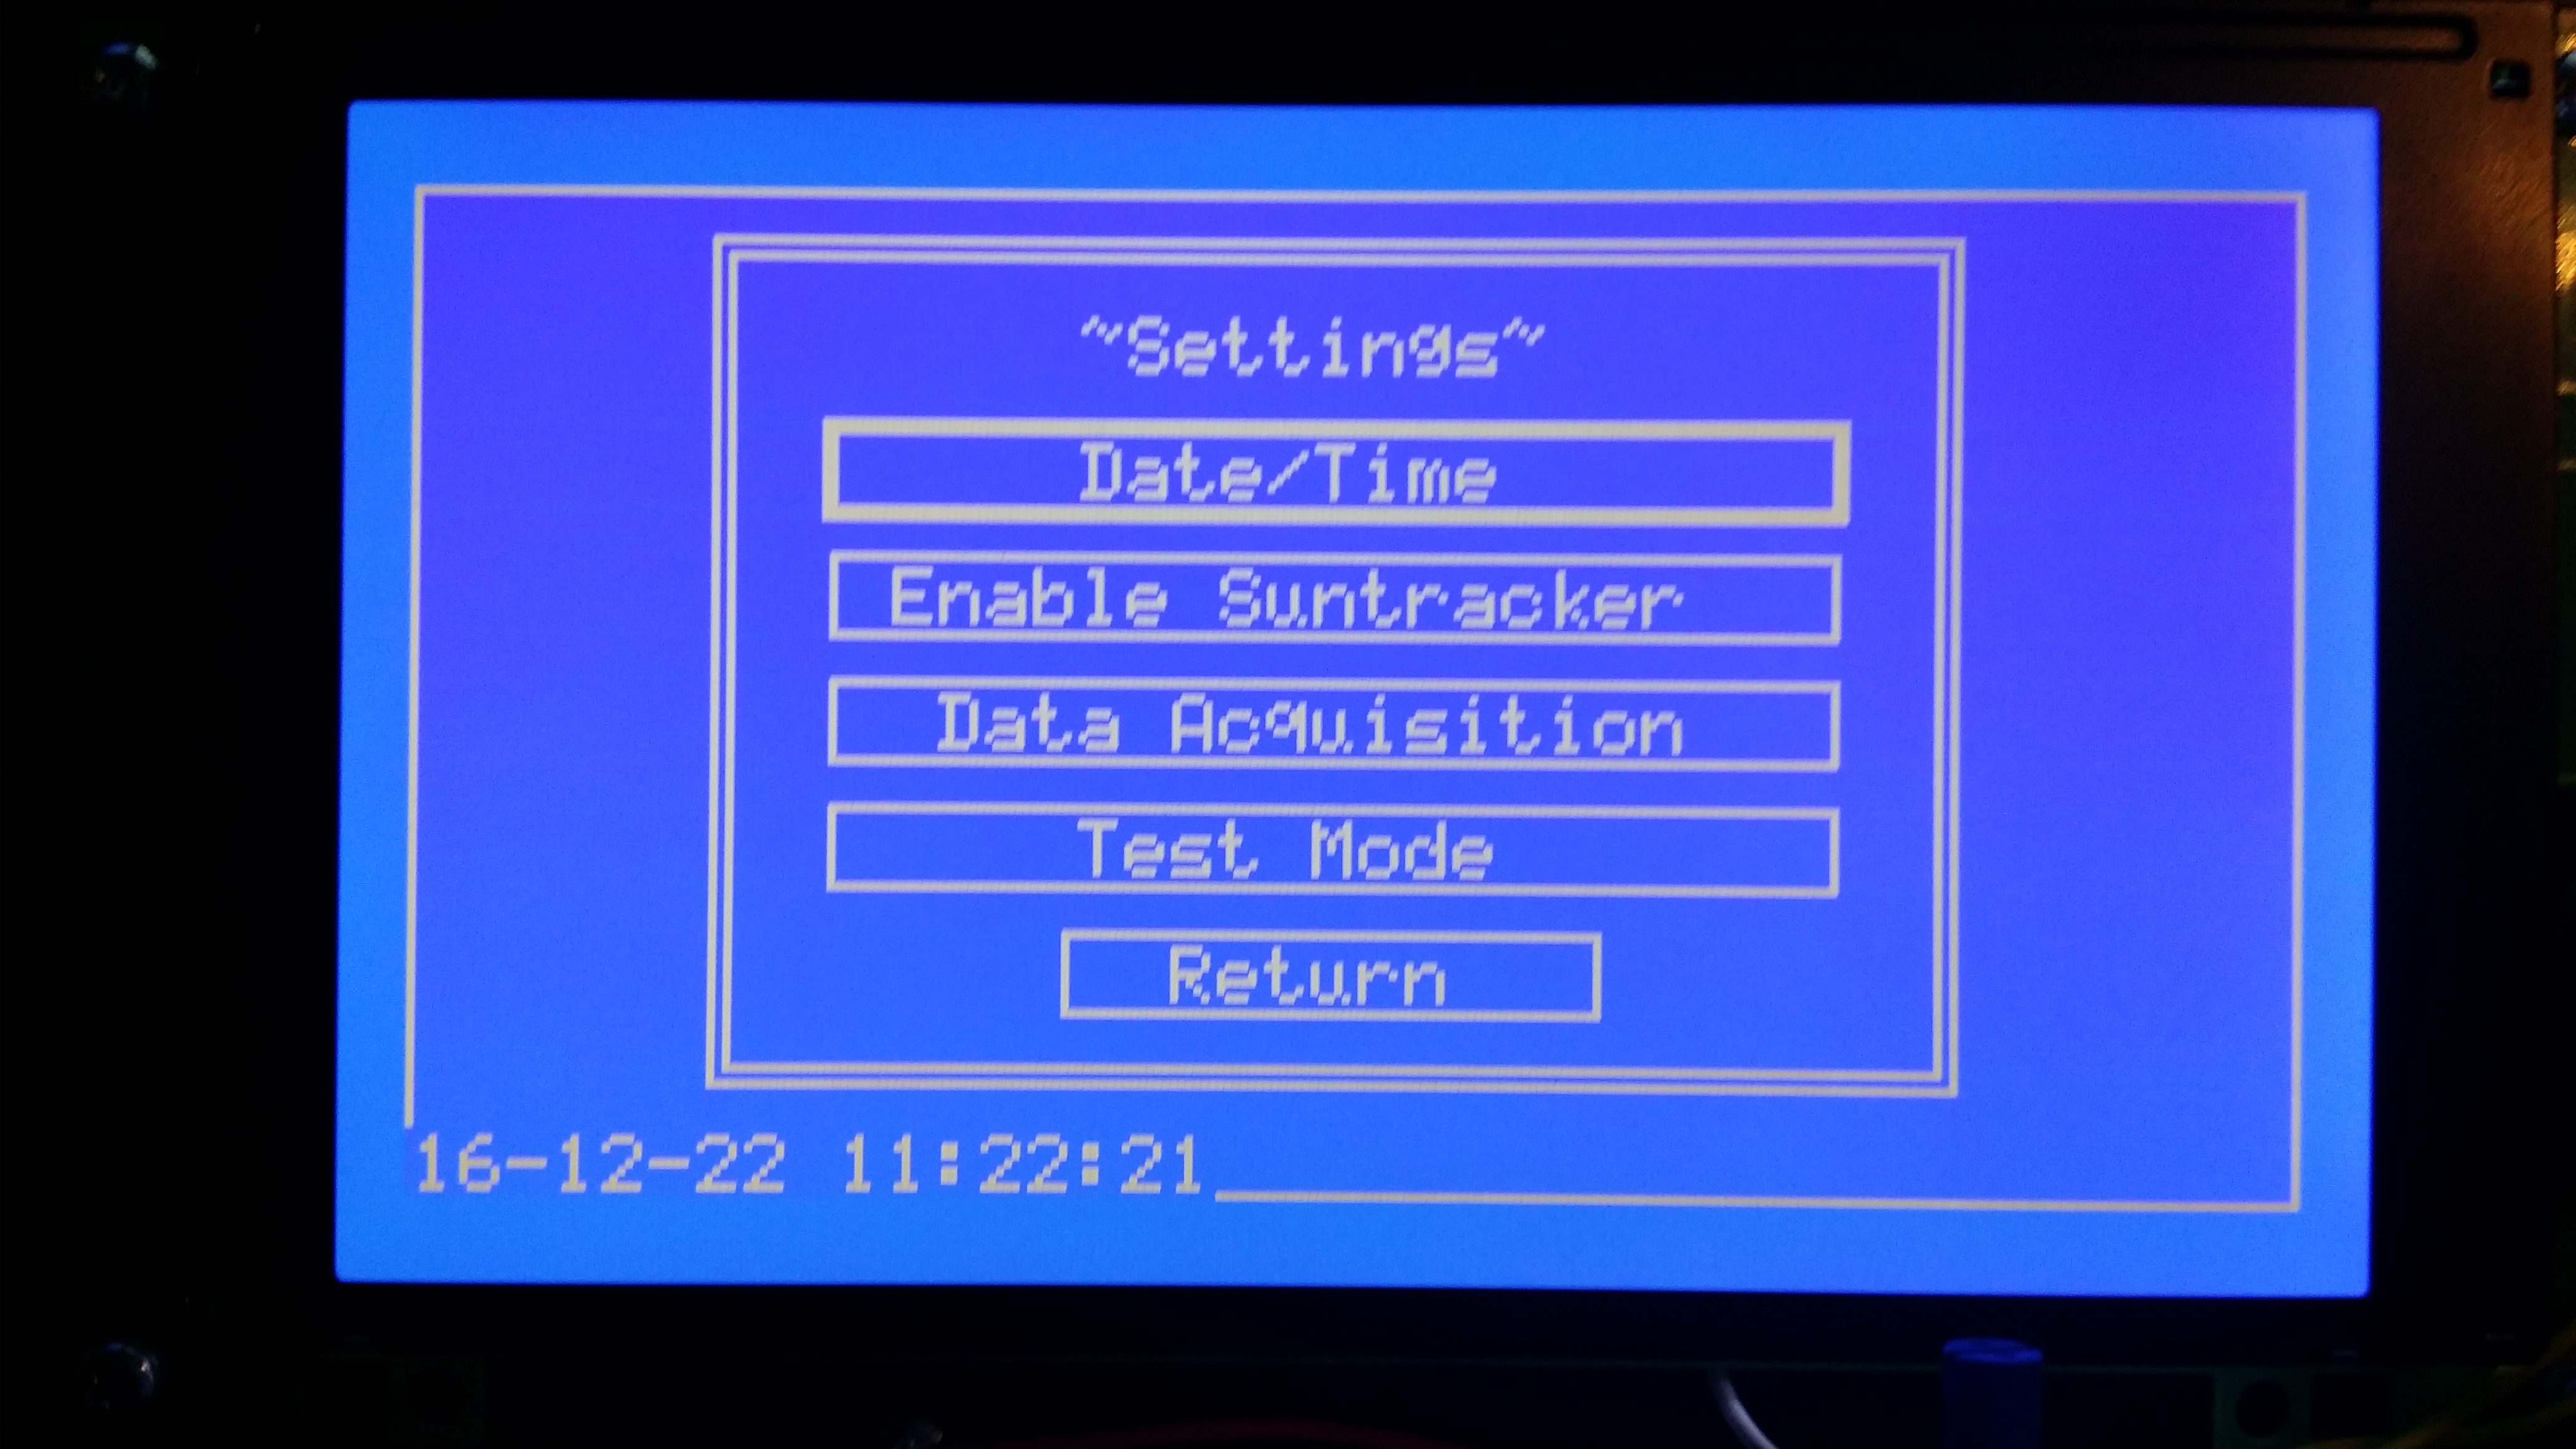 "Settings"
Date/Time
Enable Suntracker
Data Acquisition
Test Mode
Return
16-12-22 11:22:21